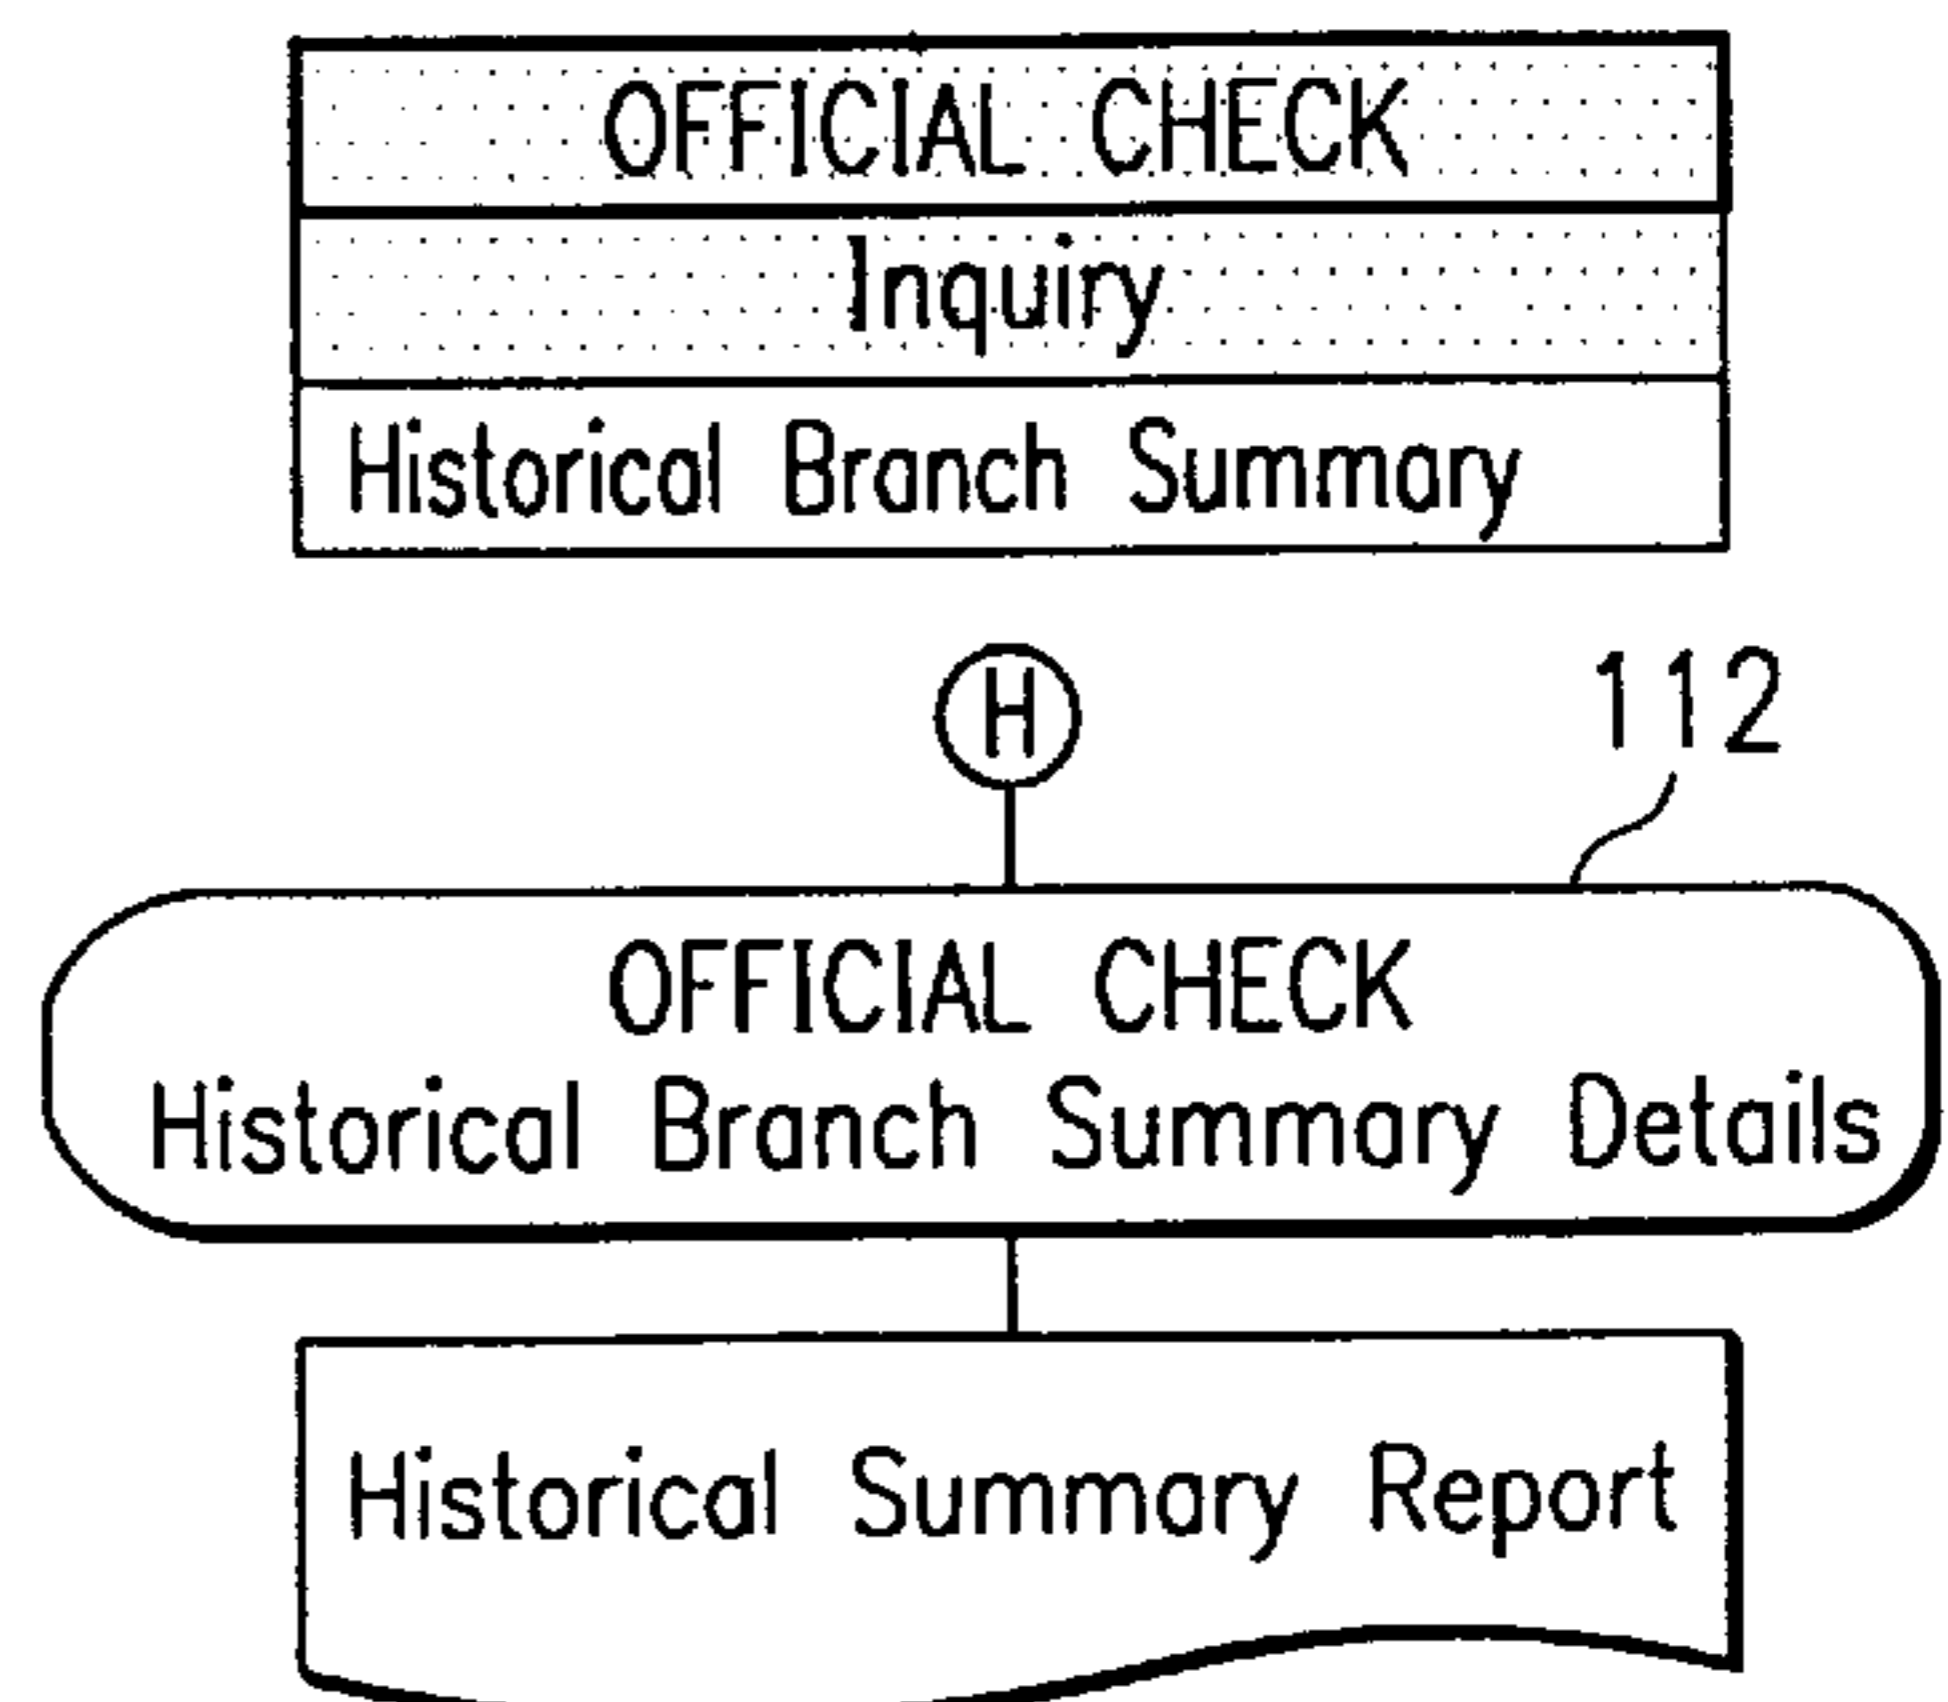 OFFICIAL CHECK
Inquiry
Historical Branch Summary
H
112
OFFICIAL CHECK
Historical Branch Summary Details
Historical Summary Report